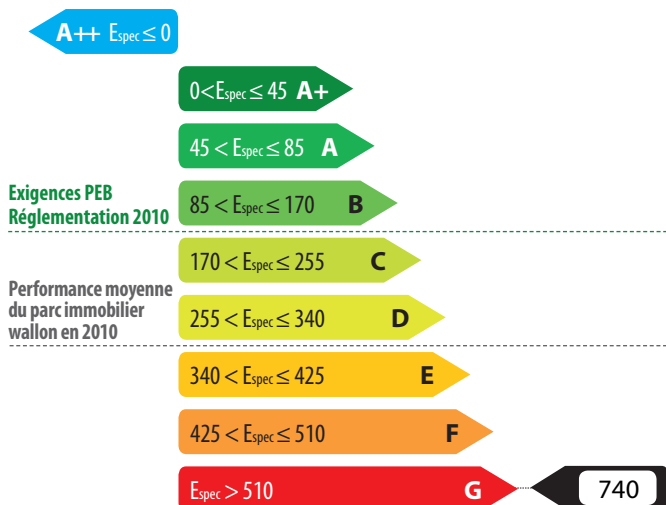 A++ Espec ≤ 0
0 < Espec ≤ 45 A+
45 < Espec ≤ 85 A
Exigences PEB
Réglementation 2010
85 < Espec ≤ 170 B
170 < Espec ≤ 255 C
Performance moyenne
du parc immobilier
wallon en 2010
255 < Espec ≤ 340 D
340 < Espec ≤ 425 E
425 < Espec ≤ 510 F
Espec > 510 G 740